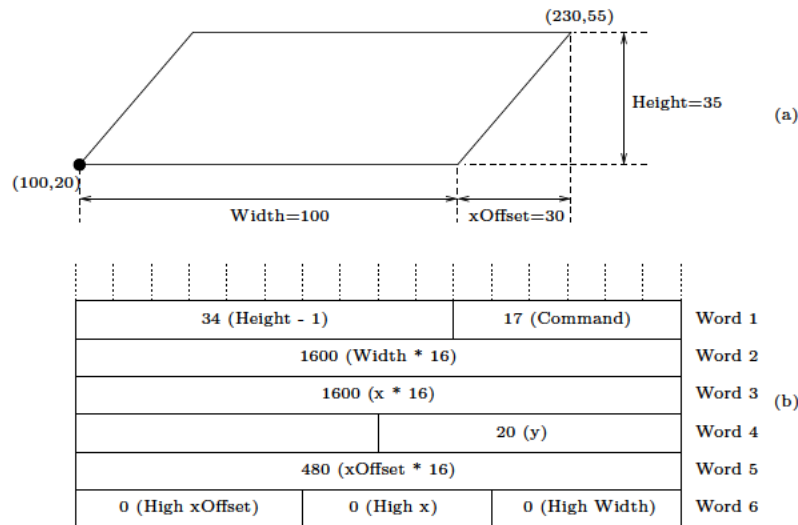 (230,55)
Height=35
(a)
(100,20)
Width=100
xOffset=30
34 (Height - 1) 17 (Command) Word 1
1600 (Width * 16) Word 2
1600 (x * 16) Word 3
(b)
20 (y) Word 4
480 (xOffset * 16) Word 5
0 (High xOffset) 0 (High x) 0 (High Width) Word 6